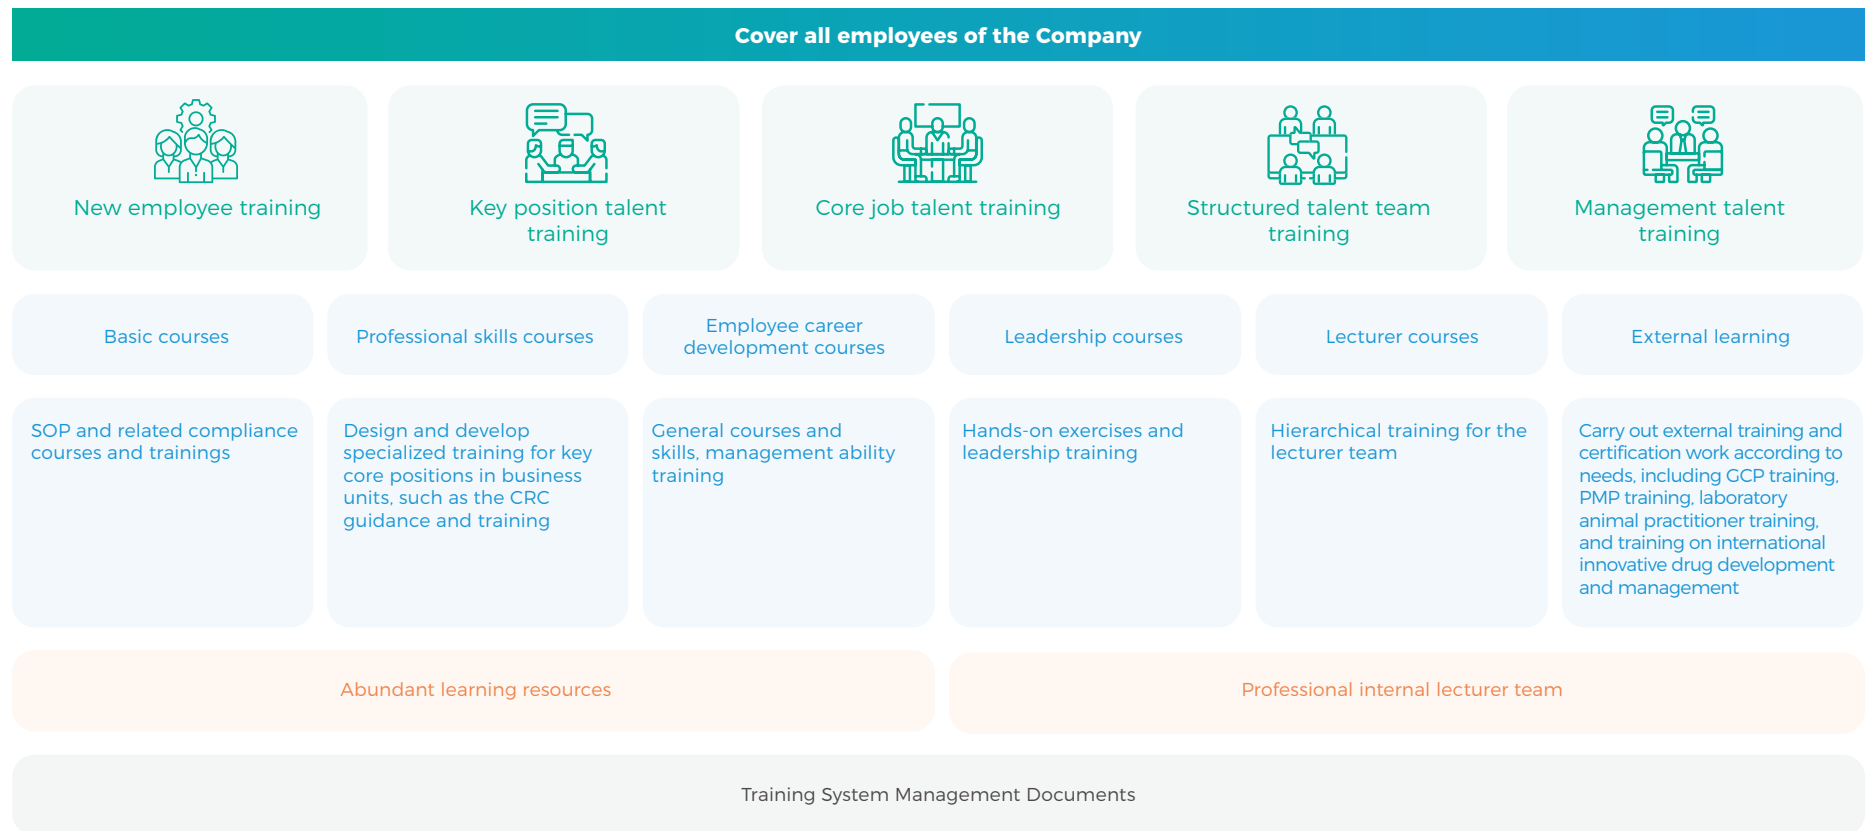 Cover all employees of the Company
New employee training
Key position talent
training
Core job talent training
Structured talent team
training
Management talent
training
Basic courses
Professional skills courses
Employee career
development courses
Leadership courses
Lecturer courses
External learning
SOP and related compliance
courses and trainings
Design and develop
specialized training for key
core positions in business
units, such as the CRC
guidance and training
General courses and
skills, management ability
training
Hands-on exercises and
leadership training
Hierarchical training for the
lecturer team
Carry out external training and
certification work according to
needs, including GCP training,
PMP training, laboratory
animal practitioner training,
and training on international
innovative drug development
and management
Abundant learning resources
Professional internal lecturer team
Training System Management Documents